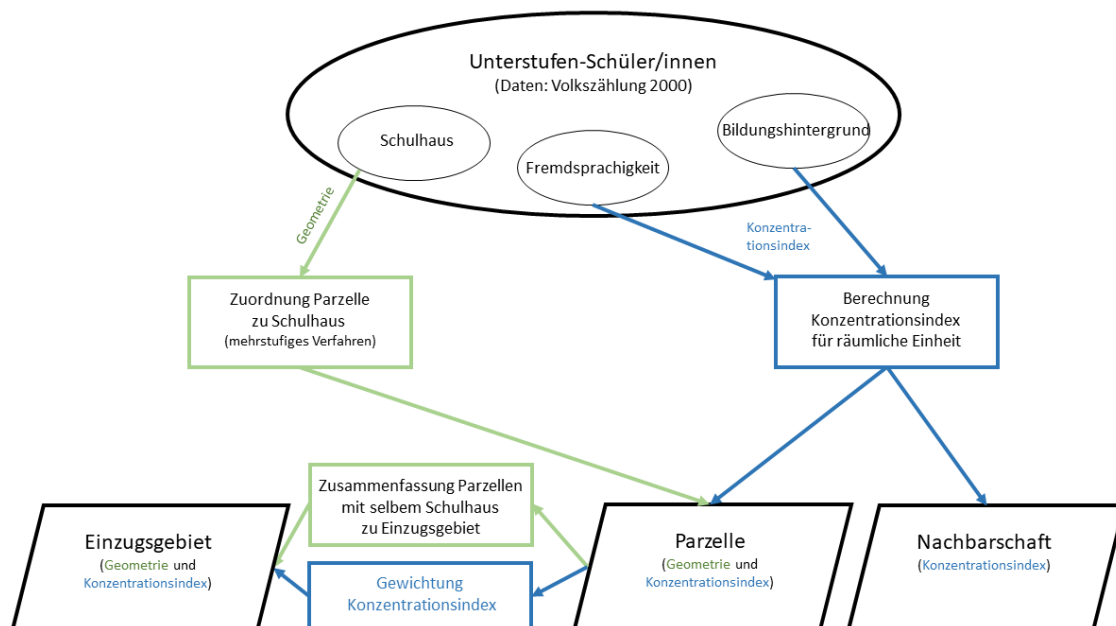 Unterstufen-Schüler/innen
(Daten: Volkszählung 2000)
Schulhaus
Fremdsprachigkeit
Bildungshintergrund
Geometrie
Konzentra-
tionsindex
Zuordnung Parzelle
zu Schulhaus
(mehrstufiges Verfahren)
Berechnung
Konzentrationsindex
für räumliche Einheit
Zusammenfassung Parzellen
mit selbem Schulhaus
zu Einzugsgebiet
Gewichtung
Konzentrationsindex
Einzugsgebiet
(Geometrie und
Konzentrationsindex)
Parzelle
(Geometrie und
Konzentrationsindex)
Nachbarschaft
(Konzentrationsindex)